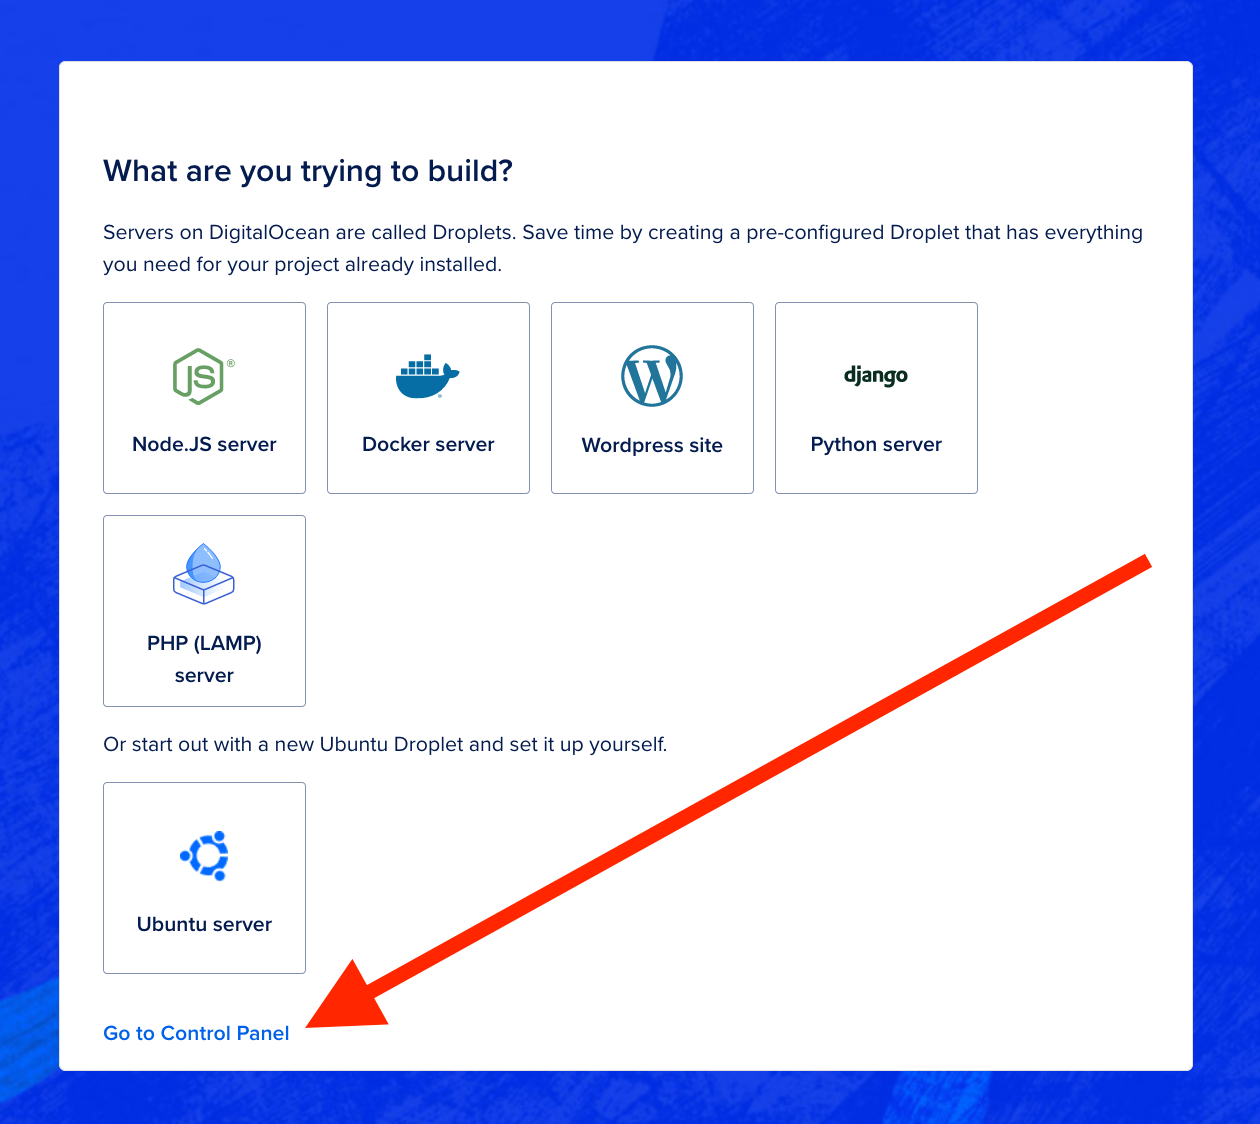 What are you trying to build?
Servers on DigitalOcean are called Droplets. Save time by creating a pre-configured Droplet that has everything
you need for your project already installed.
JS®
Node.JS server
Docker server
W
Wordpress site
django
Python server
PHP (LAMP)
server
Or start out with a new Ubuntu Droplet and set it up yourself.
Ubuntu server
Go to Control Panel